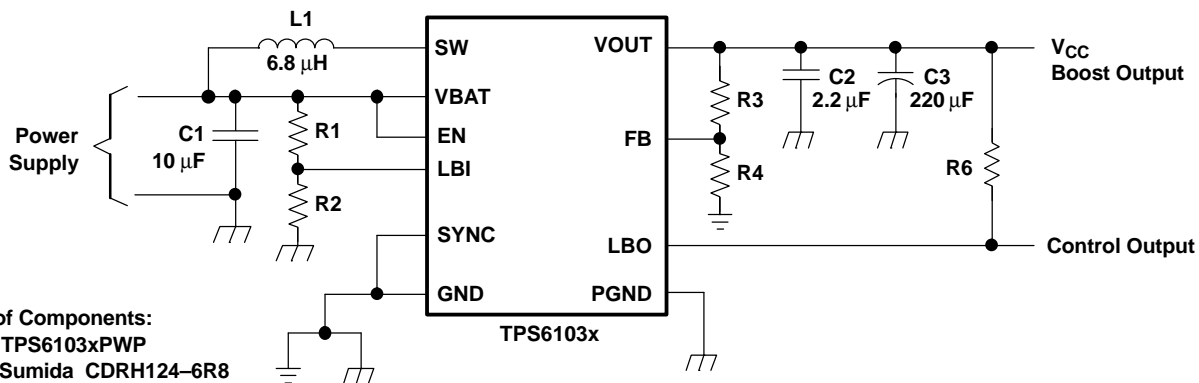 L1
6.8 µH
SW
VOUT
VCC
Boost Output
VBAT
Power
Supply
C1
10 µF
R1
EN
R3
C2
2.2 µF
C3
220 µF
FB
LBI
R2
R4
R6
SYNC
LBO
Control Output
GND
PGND
TPS6103x
of Components:
TPS6103xPWP
Sumida CDRH124–6R8